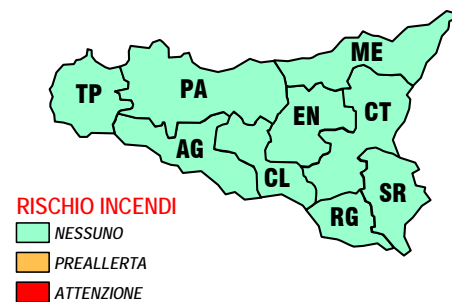 ME
TP
PA
EN
CT
AG
CL
SR
RG
RISCHIO INCENDI
NESSUNO
PREALLERTA
ATTENZIONE